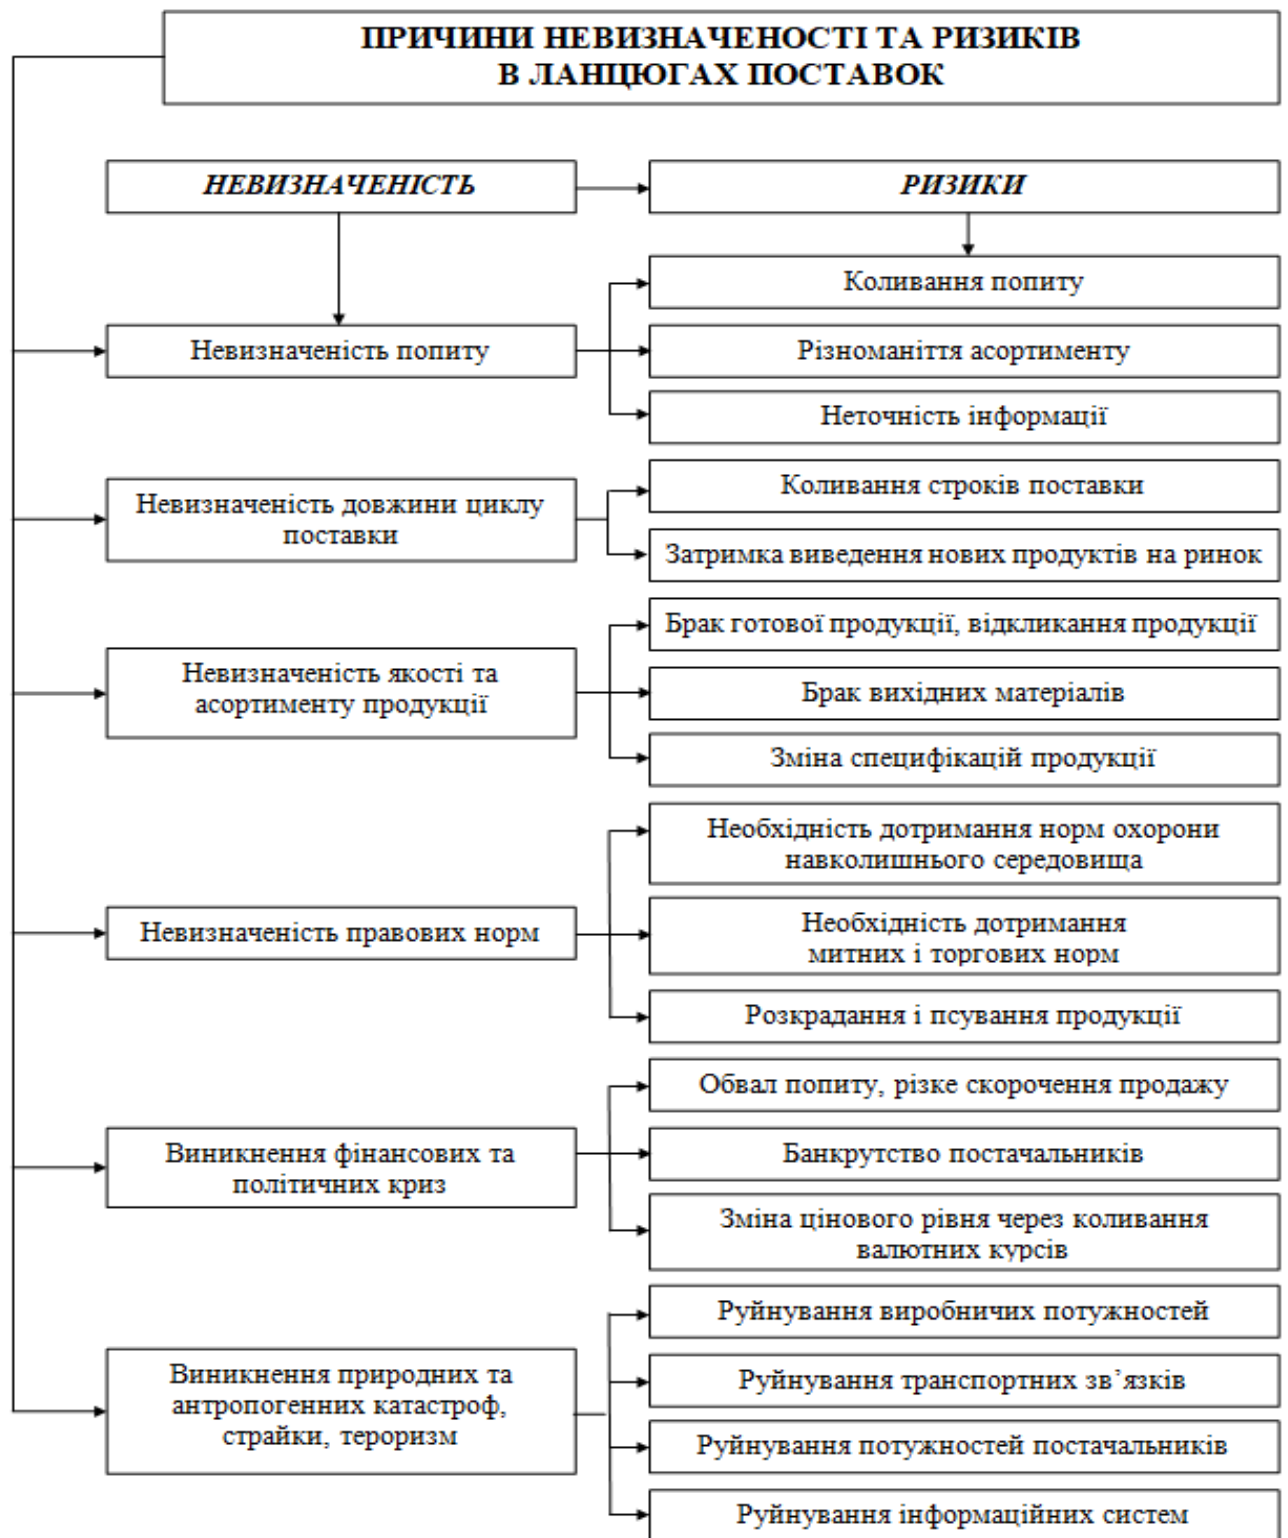 ПРИЧИНИ НЕВИЗНАЧЕНОСТІ ТА РИЗИКІВ
В ЛАНЦЮГАХ ПОСТАВОК
НЕВИЗНАЧЕНІСТЬ
РИЗИКИ
Невизначеність попиту
Коливання попиту
Різноманіття асортименту
Неточність інформації
Невизначеність довжини циклу
поставки
Коливання строків поставки
Затримка виведення нових продуктів на ринок
Невизначеність якості та
асортименту продукції
Брак готової продукції, відкликання продукції
Брак вихідних матеріалів
Зміна специфікацій продукції
Невизначеність правових норм
Необхідність дотримання норм охорони
навколишнього середовища
Необхідність дотримання
митних і торгових норм
Розкрадання і псування продукції
Виникнення фінансових та
політичних криз
Обвал попиту, різке скорочення продажу
Банкрутство постачальників
Зміна цінового рівня через коливання
валютних курсів
Виникнення природних та
антропогенних катастроф,
страйки, тероризм
Руйнування виробничих потужностей
Руйнування транспортних зв’язків
Руйнування потужностей постачальників
Руйнування інформаційних систем